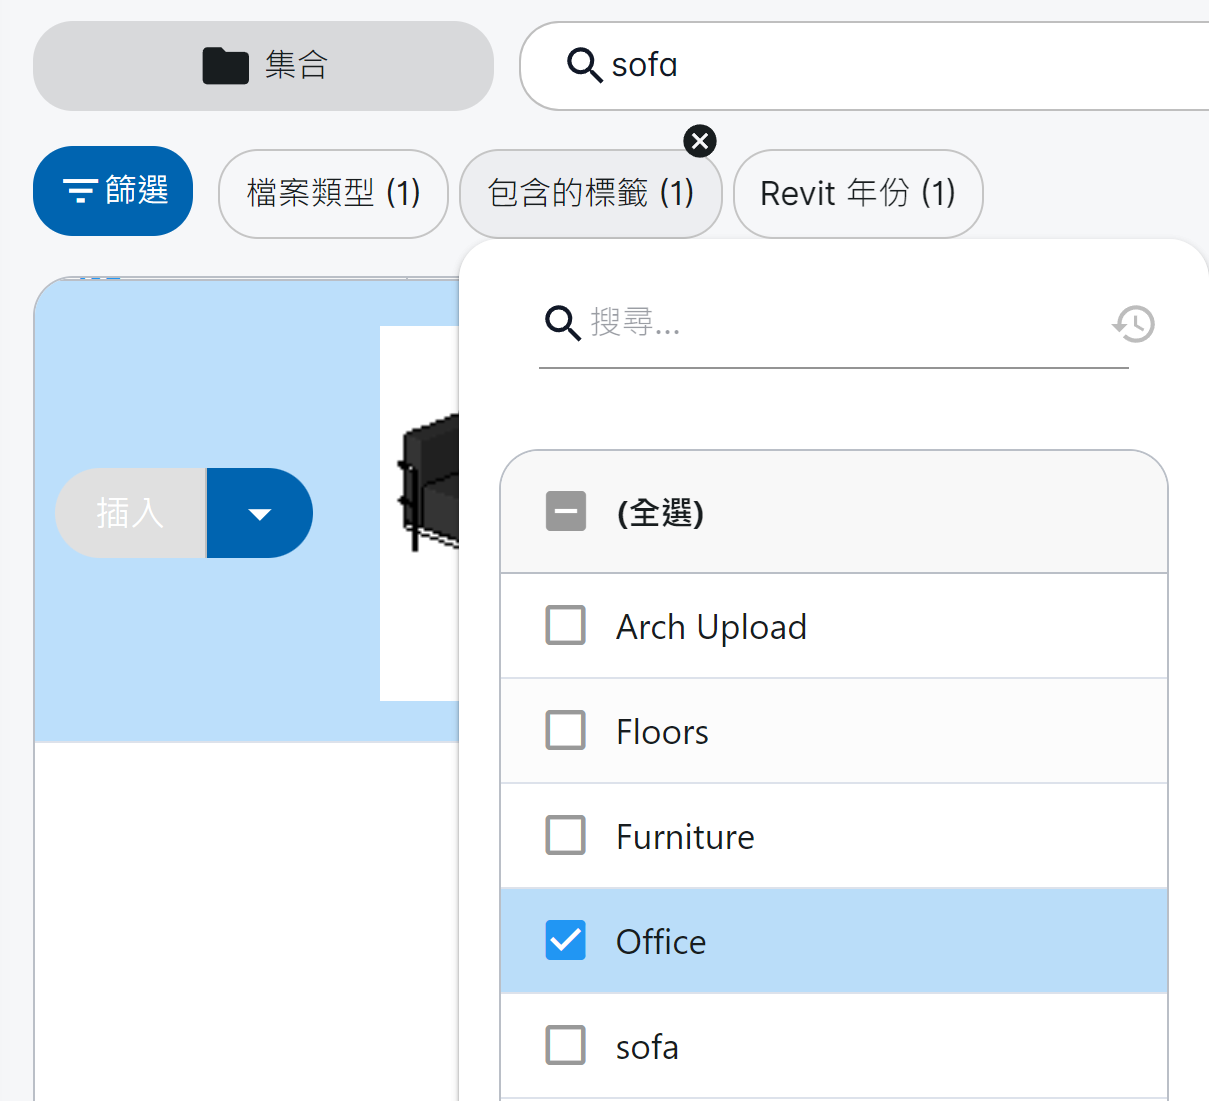 集合
sofa
篩選
檔案類型 (1)
包含的標籤 (1)
Revit 年份 (1)
搜尋...
插入
(全選)
Arch Upload
Floors
Furniture
Office
sofa